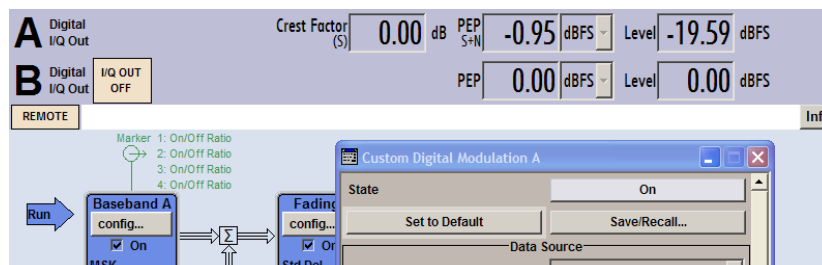 A Digital I/Q Out Crest Factor (S) 0.00 dB PEP S+N -0.95 dBFS Level -19.59 dBFS
B Digital I/Q Out I/Q OUT OFF PEP 0.00 dBFS Level 0.00 dBFS
REMOTE Inf
Marker 1: On/Off Ratio
2: On/Off Ratio
3: On/Off Ratio
4: On/Off Ratio
Custom Digital Modulation A
State On
Run Baseband A Fading
config... config... Set to Default Save/Recall...
On On
Data Source
MSK Std Del